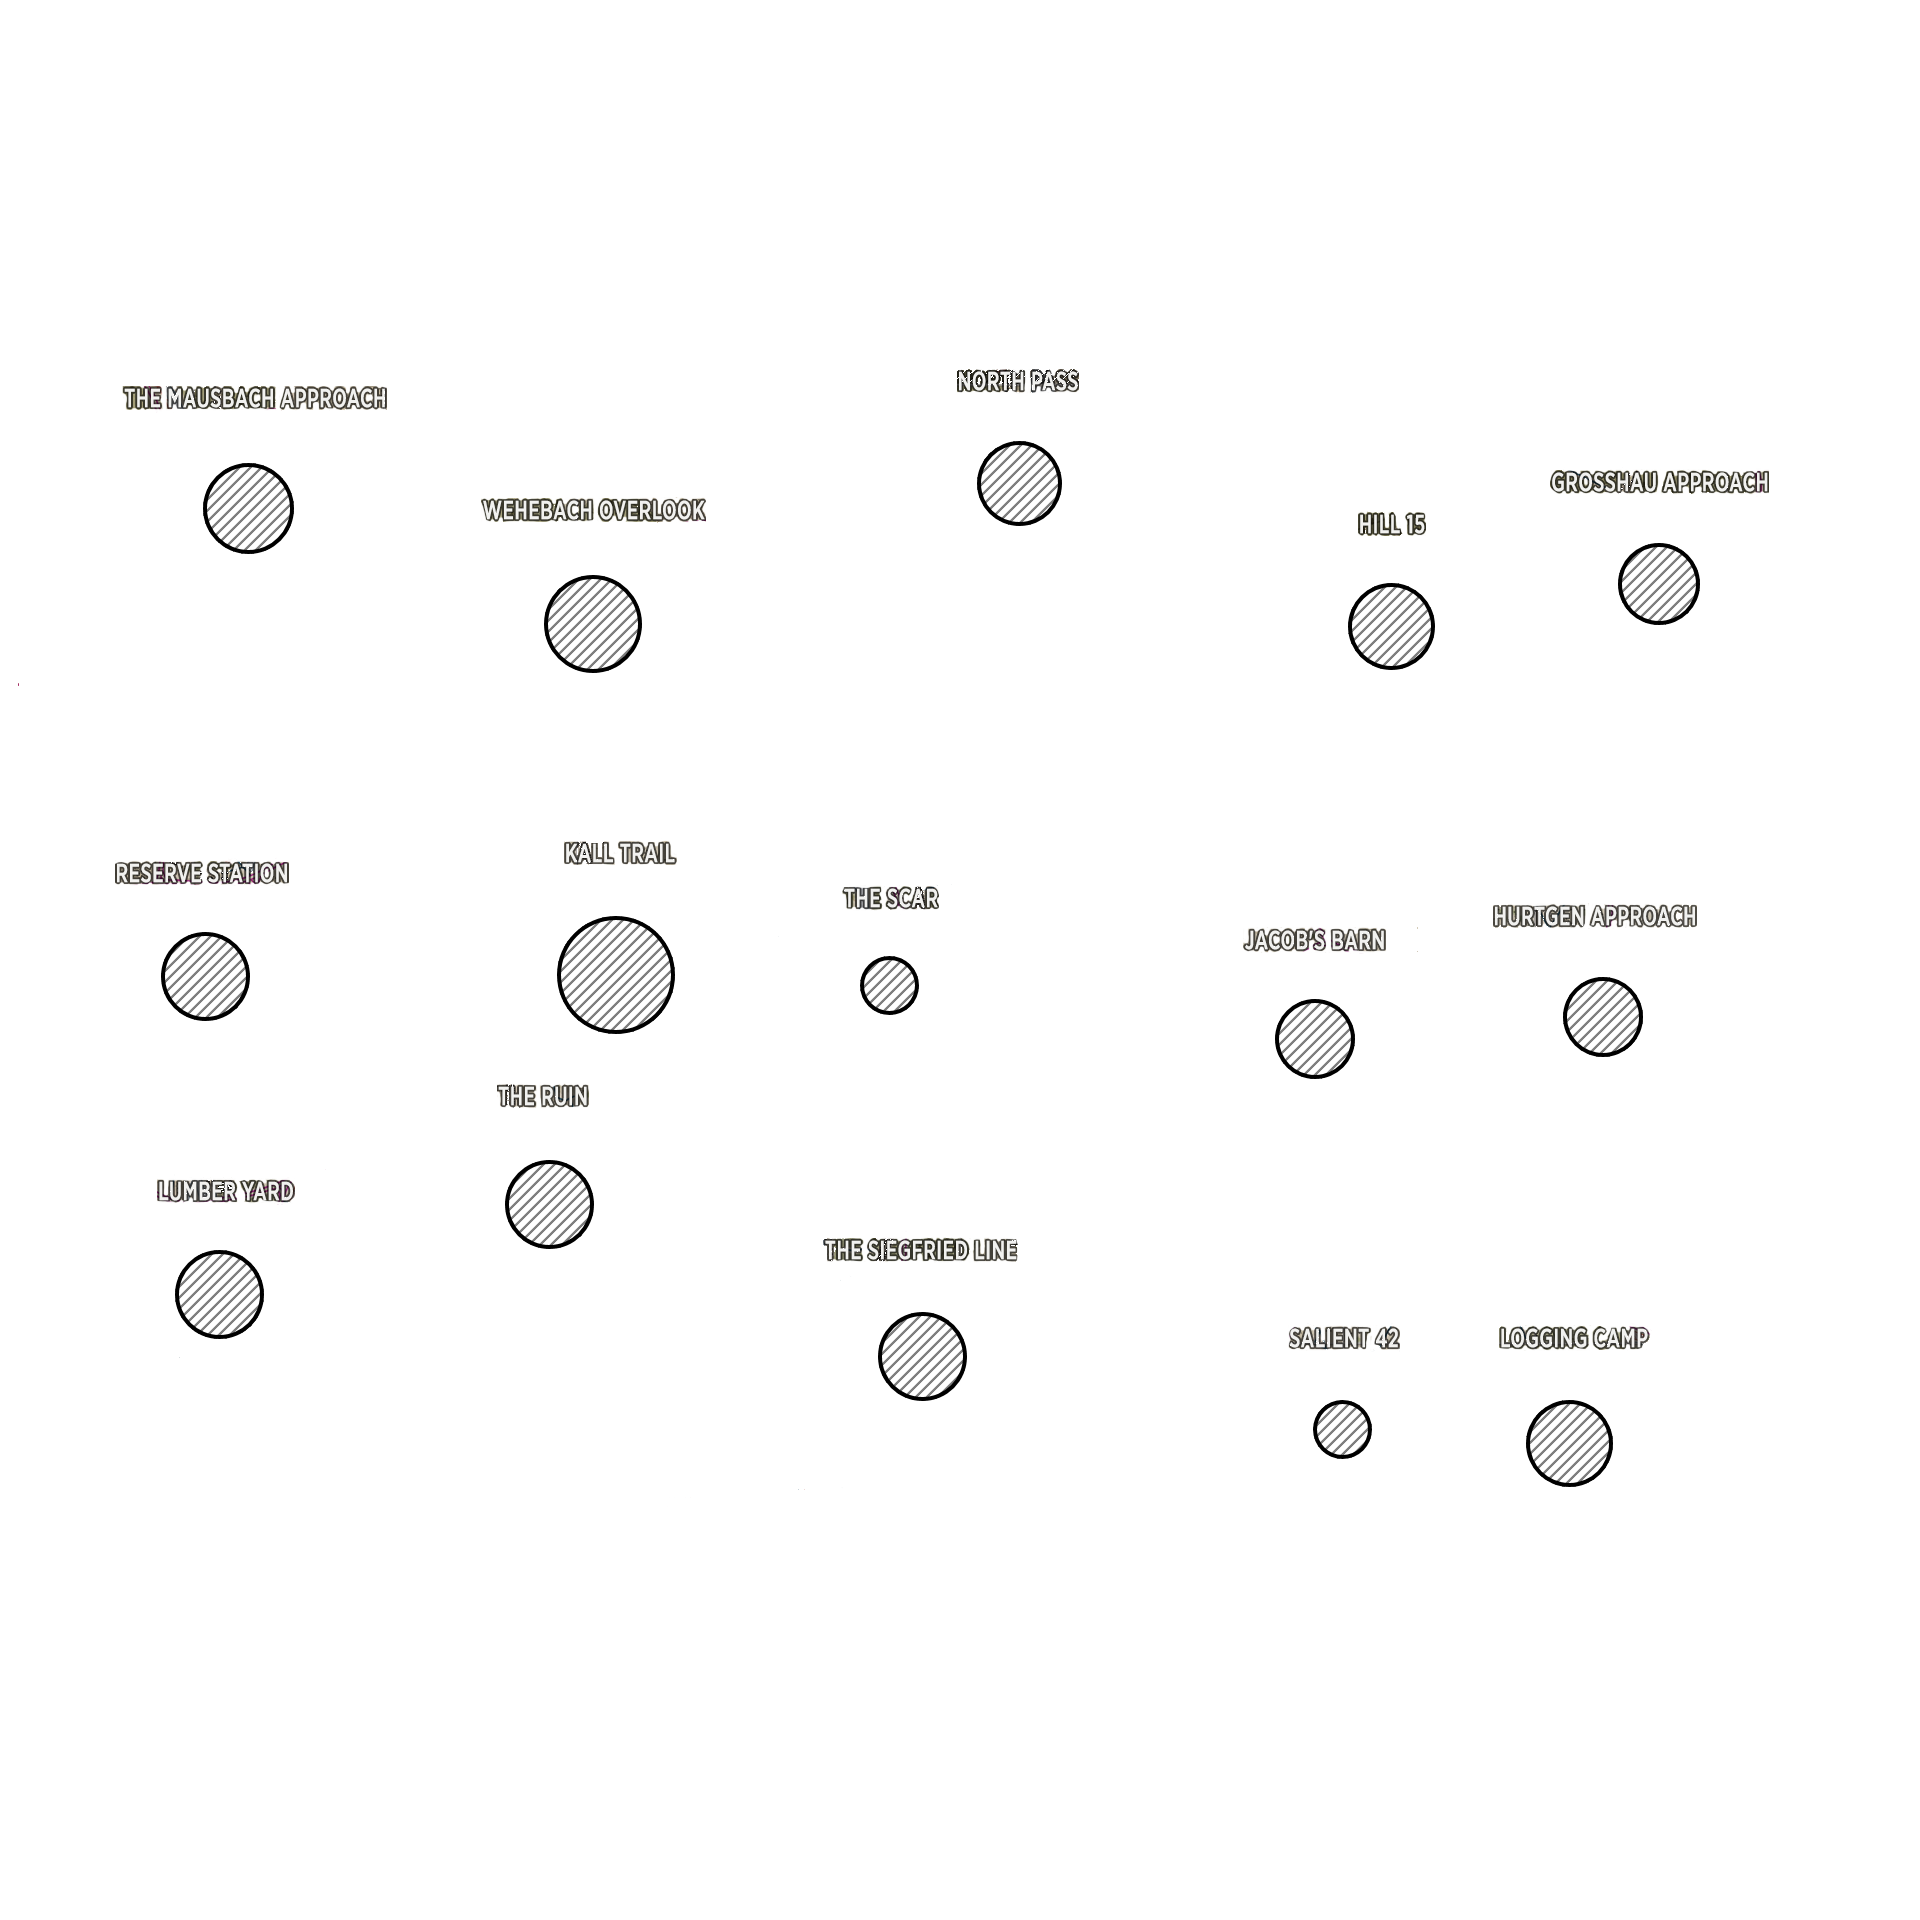 NORTH PASS
THE MAUSBACH APPROACH
GROSSHAU APPROACH
WEHEBACH OVERLOOK
HILL 15
KALL TRAIL
RESERVE STATION
THE SCAR
HURTGEN APPROACH
JACOB'S BARN
THE RUIN
LUMBER YARD
THE SIEGFRIED LINE
SALIENT 42
LOGGING CAMP